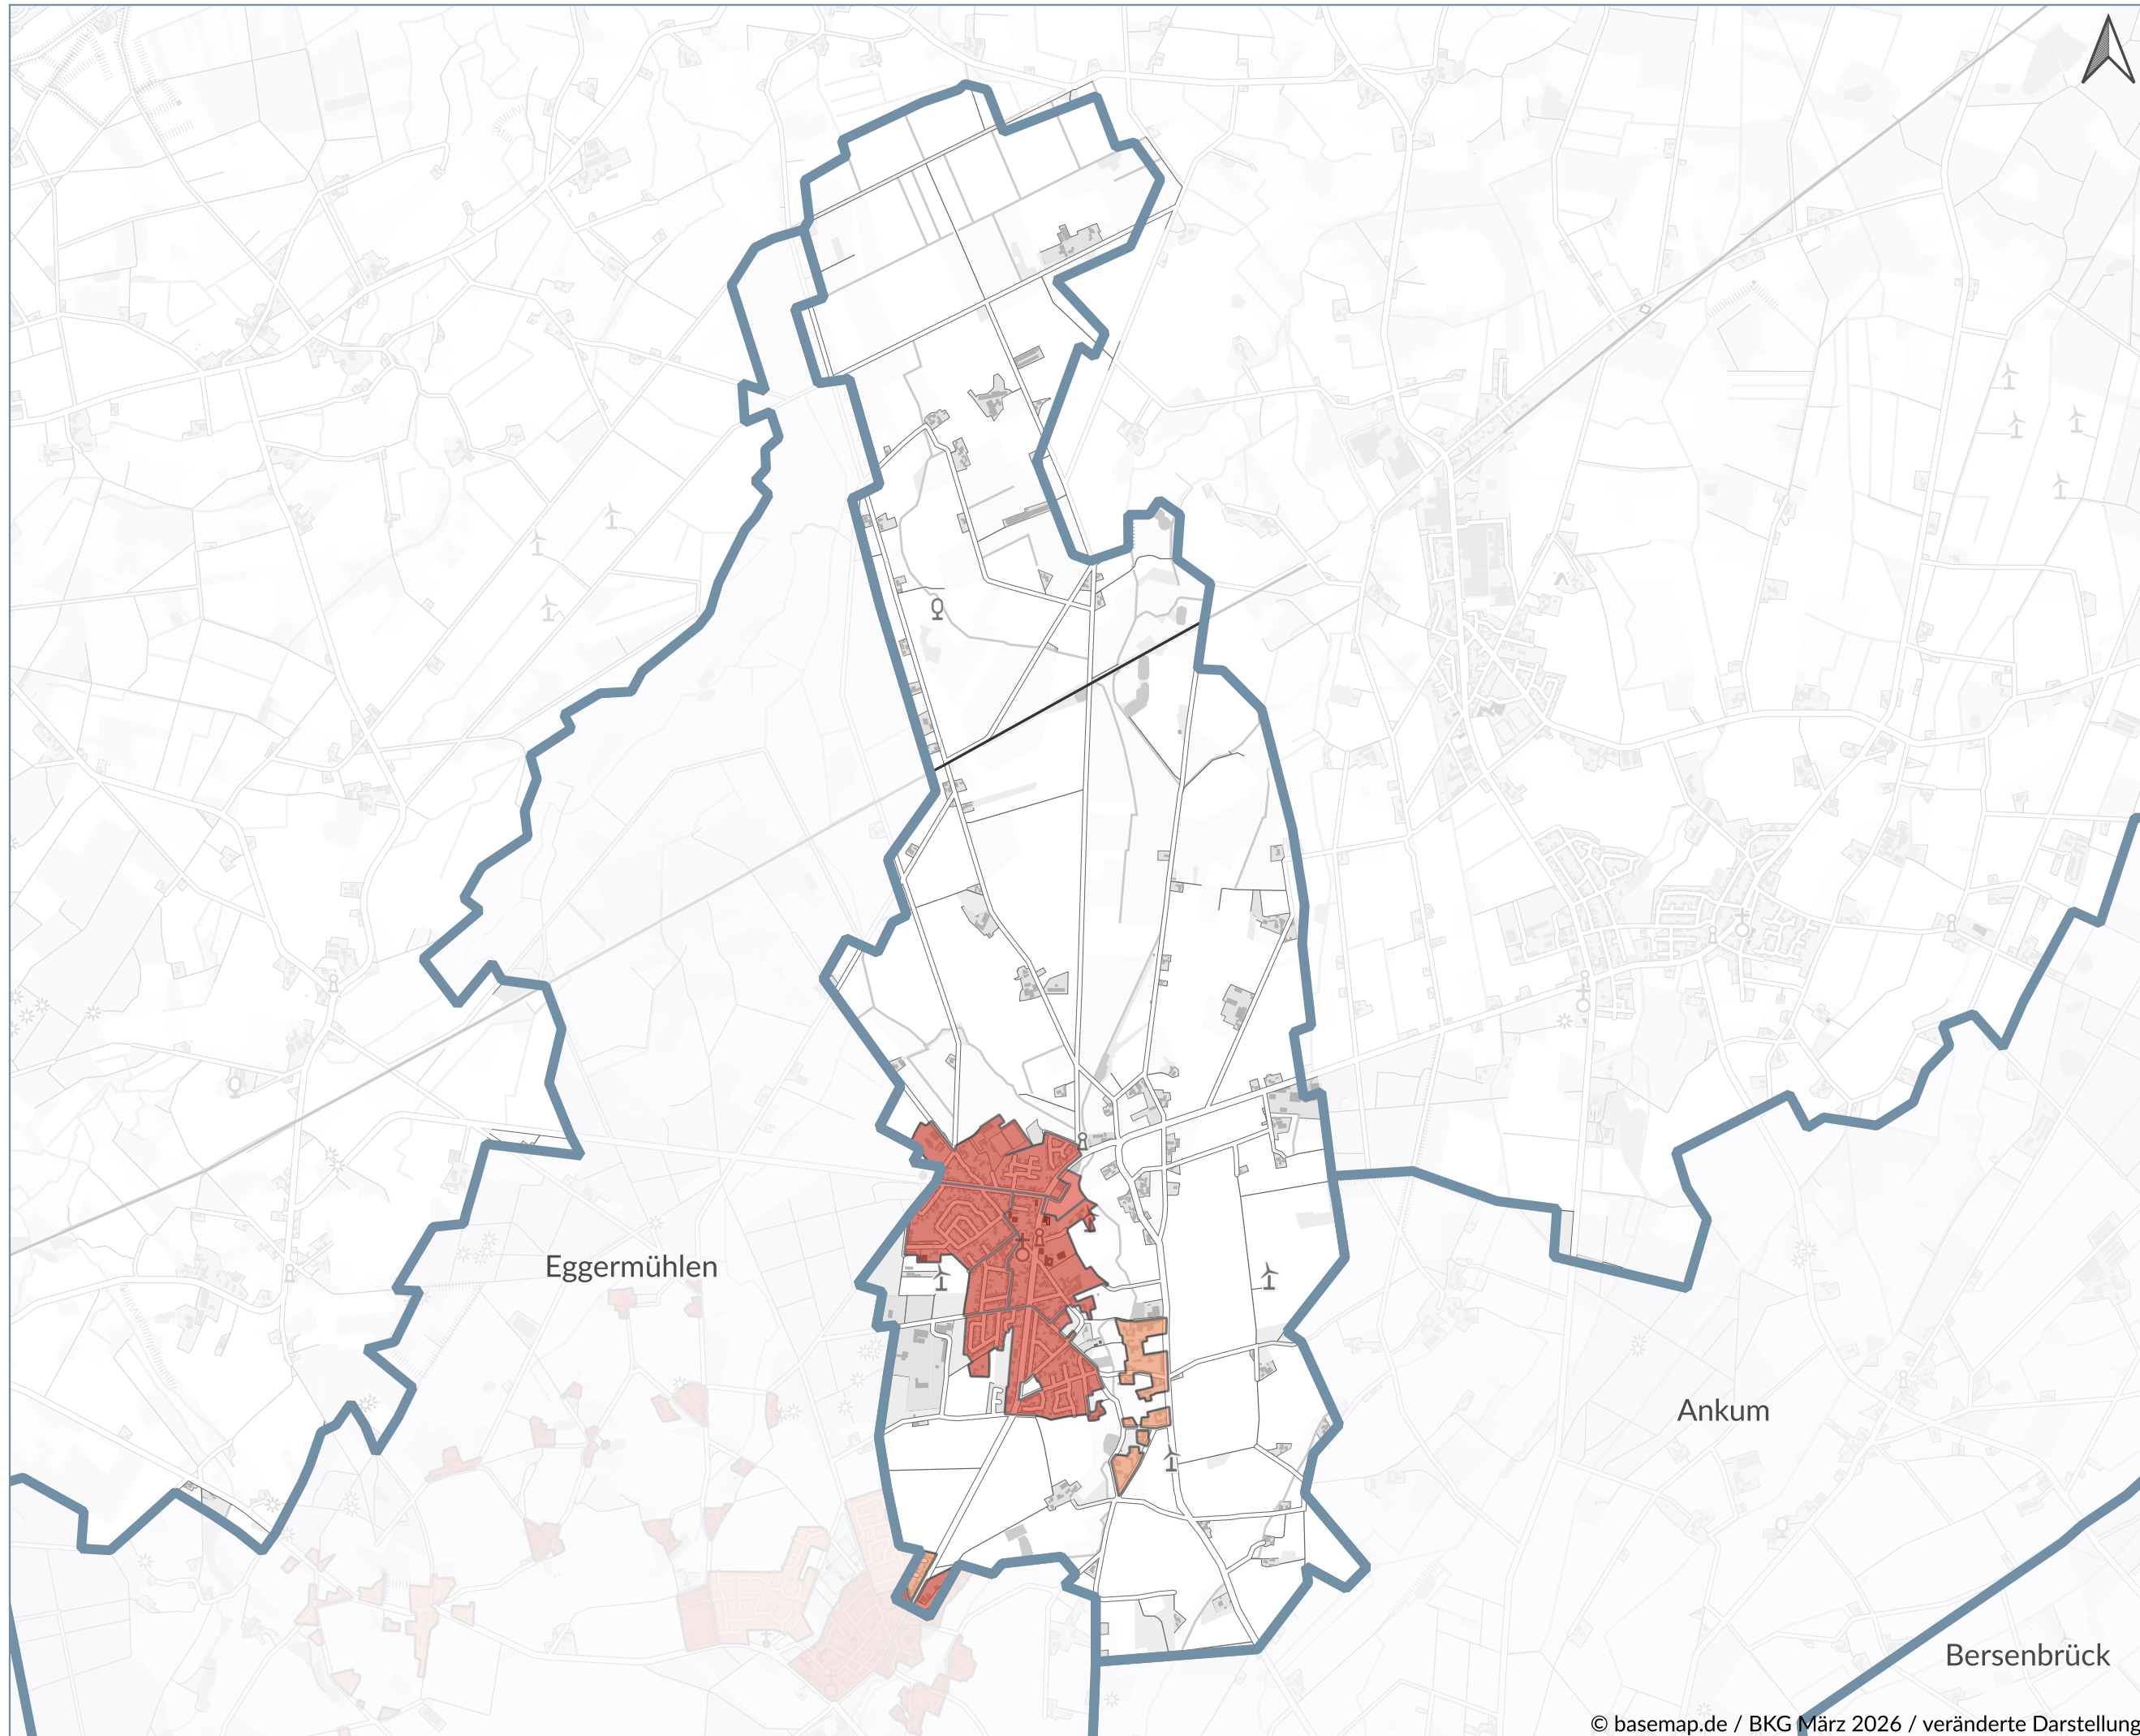 Eggermühlen
Ankum
Bersenbrück
© basemap.de / BKG März 2026 / veränderte Darstellung